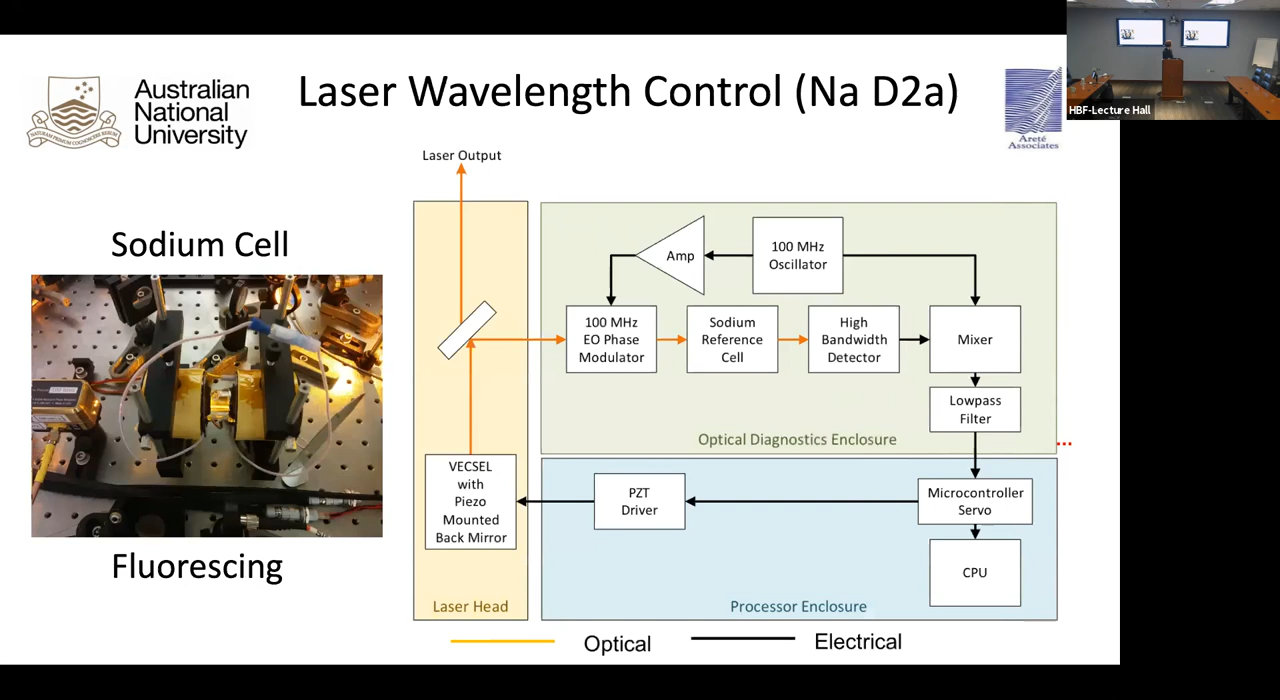 Australian
National
University
Laser Wavelength Control (Na D2a)
Areté
Associates
HBF-Lecture Hall
Sodium Cell
Fluorescing
Laser Output
Amp
100 MHz
Oscillator
100 MHz
EO Phase
Modulator
Sodium
Reference
Cell
High
Bandwidth
Detector
Mixer
Lowpass
Filter
Optical Diagnostics Enclosure
VECSEL
with
Piezo
Mounted
Back Mirror
PZT
Driver
Microcontroller
Servo
CPU
Laser Head
Processor Enclosure
Optical
Electrical